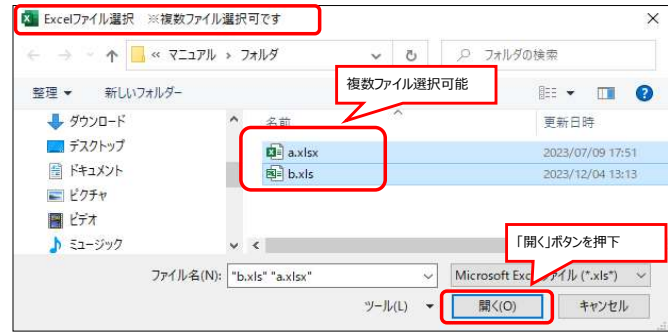 Excelファイル選択　※複数ファイル選択可です
« マニュアル › フォルダ
フォルダの検索
整理 ▼ 新しいフォルダー
複数ファイル選択可能
名前 更新日時
ダウンロード
デスクトップ
ドキュメント
ピクチャ
ビデオ
ミュージック
a.xlsx 2023/07/09 17:51
b.xls 2023/12/04 13:13
「開く」ボタンを押下
ファイル名(N): "b.xls" "a.xlsx"
Microsoft Exc ファイル (*.xls*)
ツール(L) ▼ 開く(O) キャンセル